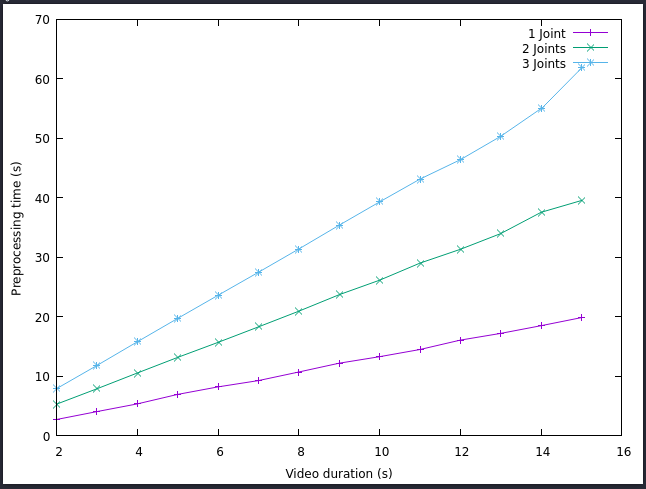 70
60
50
40
30
20
10
0
Preprocessing time (s)
1 Joint
2 Joints
3 Joints
2 4 6 8 10 12 14 16
Video duration (s)